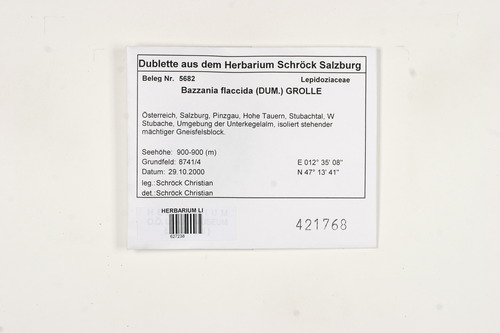 Dublette aus dem Herbarium Schröck Salzburg
Beleg Nr. 5682 Lepidoziaceae
Bazzania flaccida (DUM.) GROLLE
Österreich, Salzburg, Pinzgau, Hohe Tauern, Stubachtal, W
Stubache, Umgebung der Unterkegelalm, isoliert stehender
mächtiger Gneisfelsblock.
Seehöhe: 900-900 (m)
Grundfeld: 8741/4 E 012° 35' 08"
Datum: 29.10.2000 N 47° 13' 41"
leg.: Schröck Christian
det.: Schröck Christian
HERBARIUM LI
421768